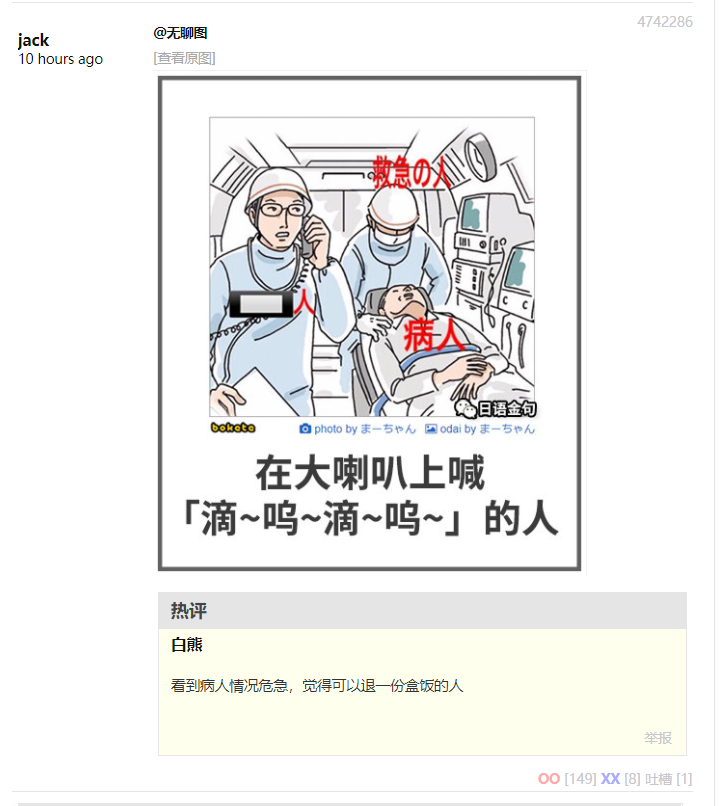 4742286
jack
10 hours ago
@无聊图
[查看原图]
救急の人
人
病人
日语金句
bokete
photo by まーちゃん odai by まーちゃん
在大喇叭上喊
「滴~呜~滴~呜~」的人
热评
白熊
看到病人情况危急，觉得可以退一份盒饭的人
举报
OO [149] XX [8] 吐槽 [1]